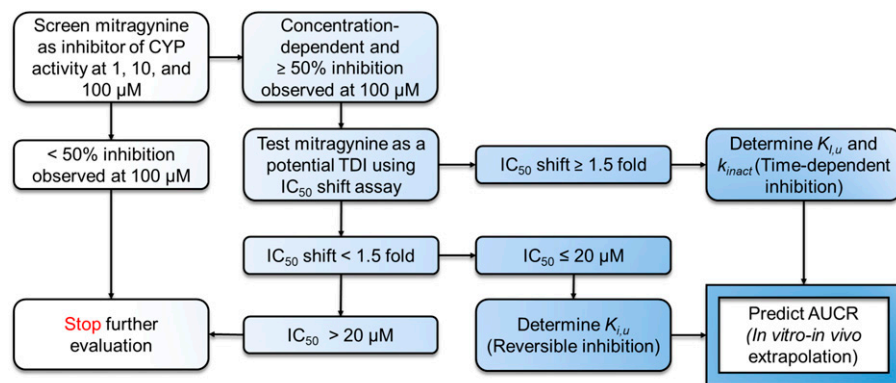 Screen mitragynine
as inhibitor of CYP
activity at 1, 10, and
100 µM
Concentration-
dependent and
≥ 50% inhibition
observed at 100 µM
< 50% inhibition
observed at 100 µM
Test mitragynine as a
potential TDI using
IC50 shift assay
IC50 shift ≥ 1.5 fold
Determine KI,u and
kinact (Time-dependent
inhibition)
IC50 shift < 1.5 fold
IC50 ≤ 20 µM
Stop further
evaluation
IC50 > 20 µM
Determine Ki,u
(Reversible inhibition)
Predict AUCR
(In vitro-in vivo
extrapolation)